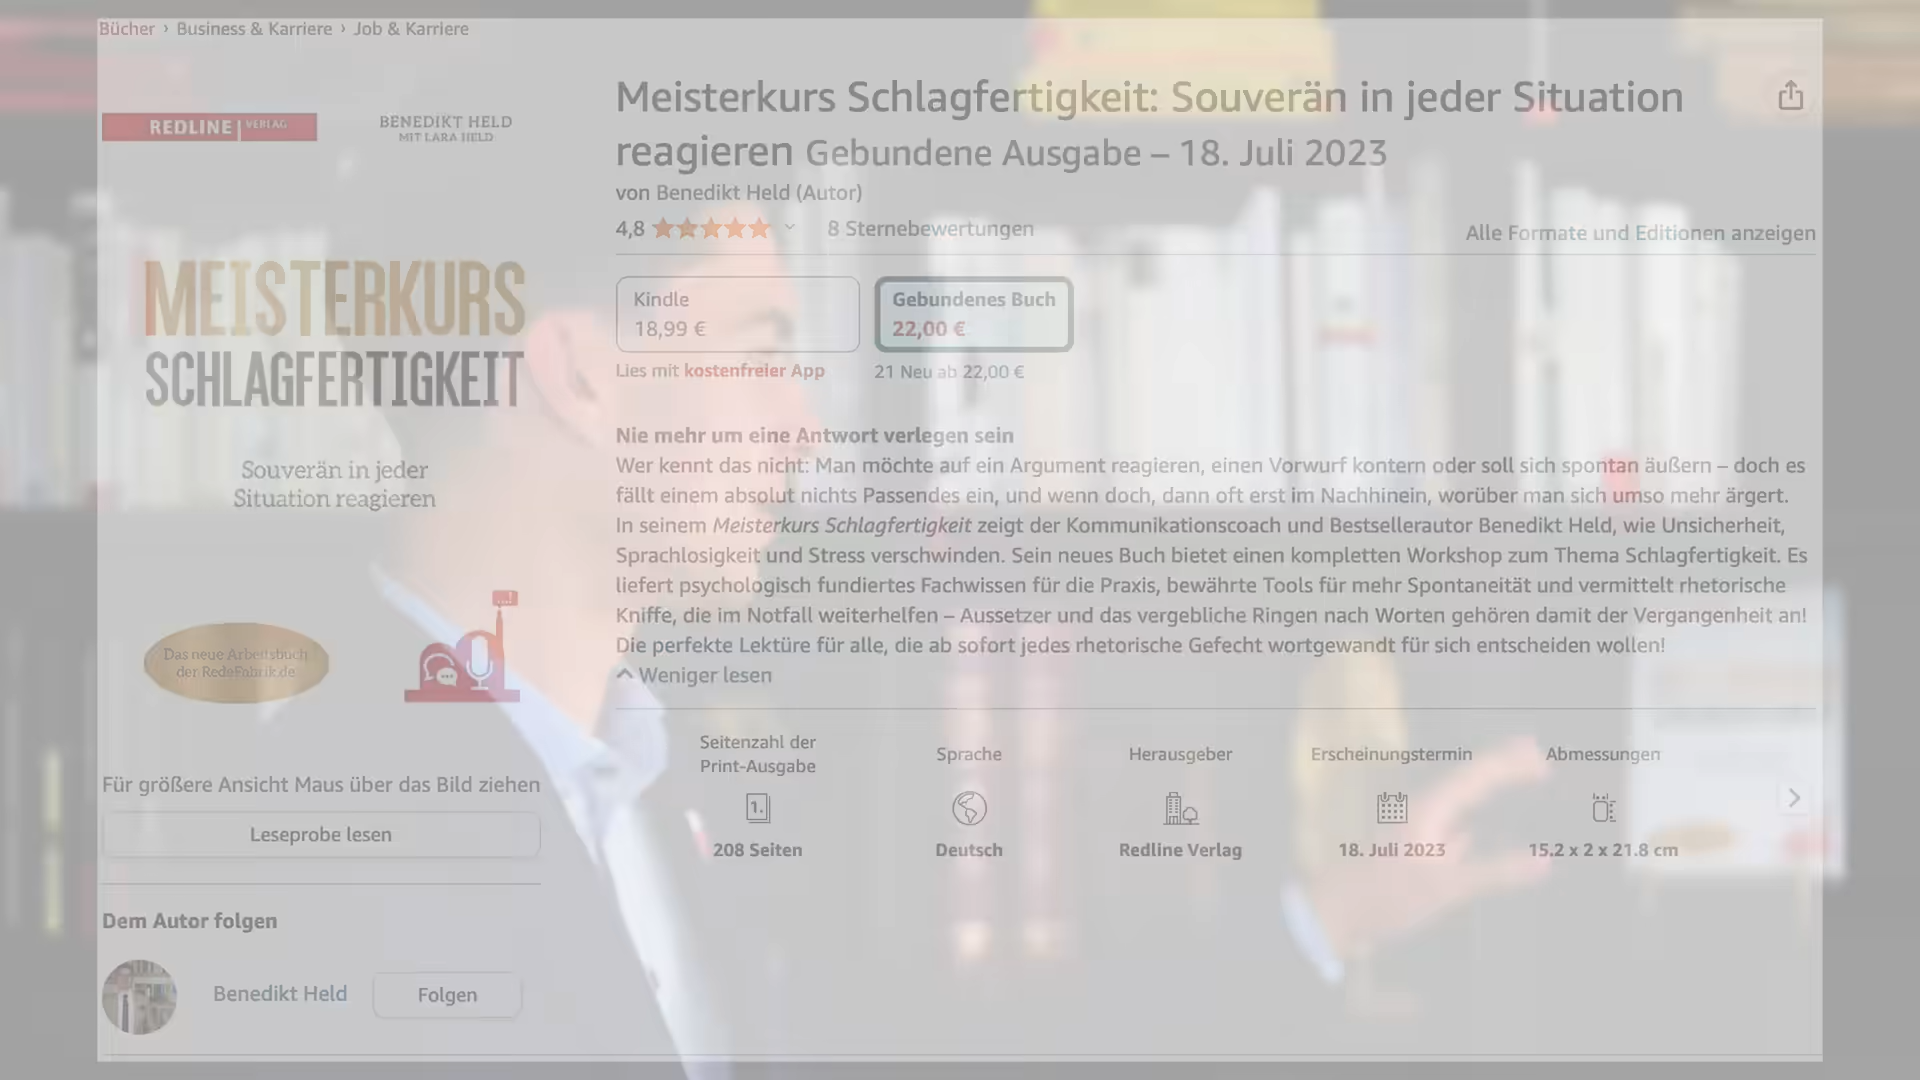 Bücher › Business & Karriere › Job & Karriere
REDLINE | VERLAG
BENEDIKT HELD
MIT LARA HELD
MEISTERKURS
SCHLAGFERTIGKEIT
Souverän in jeder
Situation reagieren
Das neue Arbeitsbuch
der RedeFabrik.de
Für größere Ansicht Maus über das Bild ziehen
Leseprobe lesen
Dem Autor folgen
Benedikt Held
Folgen
Meisterkurs Schlagfertigkeit: Souverän in jeder Situation
reagieren Gebundene Ausgabe – 18. Juli 2023
von Benedikt Held (Autor)
4,8 8 Sternebewertungen
Alle Formate und Editionen anzeigen
Kindle
18,99 €
Gebundenes Buch
22,00 €
Lies mit kostenfreier App
21 Neu ab 22,00 €
Nie mehr um eine Antwort verlegen sein
Wer kennt das nicht: Man möchte auf ein Argument reagieren, einen Vorwurf kontern oder soll sich spontan äußern – doch es
fällt einem absolut nichts Passendes ein, und wenn doch, dann oft erst im Nachhinein, worüber man sich umso mehr ärgert.
In seinem Meisterkurs Schlagfertigkeit zeigt der Kommunikationscoach und Bestsellerautor Benedikt Held, wie Unsicherheit,
Sprachlosigkeit und Stress verschwinden. Sein neues Buch bietet einen kompletten Workshop zum Thema Schlagfertigkeit. Es
liefert psychologisch fundiertes Fachwissen für die Praxis, bewährte Tools für mehr Spontaneität und vermittelt rhetorische
Kniffe, die im Notfall weiterhelfen – Aussetzer und das vergebliche Ringen nach Worten gehören damit der Vergangenheit an!
Die perfekte Lektüre für alle, die ab sofort jedes rhetorische Gefecht wortgewandt für sich entscheiden wollen!
Weniger lesen
Seitenzahl der
Print-Ausgabe
1.
208 Seiten
Sprache
Deutsch
Herausgeber
Redline Verlag
Erscheinungstermin
18. Juli 2023
Abmessungen
15.2 x 2 x 21.8 cm